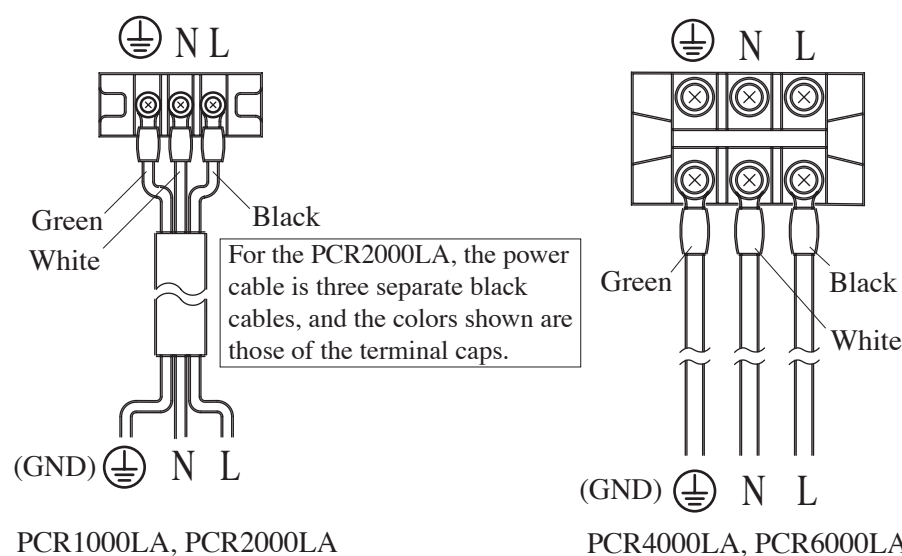 N L
Green
White
Black
For the PCR2000LA, the power
cable is three separate black
cables, and the colors shown are
those of the terminal caps.
(GND) N L
PCR1000LA, PCR2000LA
N L
Green
Black
White
(GND) N L
PCR4000LA, PCR6000LA